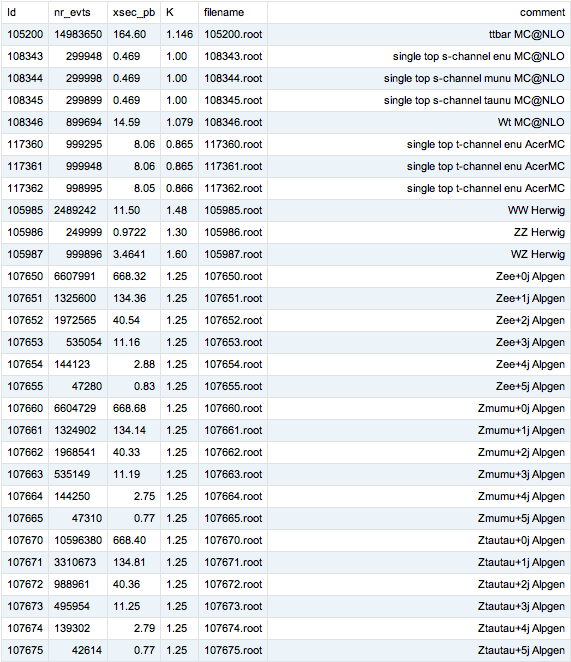 Id nr_evts xsec_pb K filename comment
105200 14983650 164.60 1.146 105200.root ttbar MC@NLO
108343 299948 0.469 1.00 108343.root single top s-channel enu MC@NLO
108344 299998 0.469 1.00 108344.root single top s-channel munu MC@NLO
108345 299899 0.469 1.00 108345.root single top s-channel taunu MC@NLO
108346 899694 14.59 1.079 108346.root Wt MC@NLO
117360 999295 8.06 0.865 117360.root single top t-channel enu AcerMC
117361 999948 8.06 0.865 117361.root single top t-channel enu AcerMC
117362 998995 8.05 0.866 117362.root single top t-channel enu AcerMC
105985 2489242 11.50 1.48 105985.root WW Herwig
105986 249999 0.9722 1.30 105986.root ZZ Herwig
105987 999896 3.4641 1.60 105987.root WZ Herwig
107650 6607991 668.32 1.25 107650.root Zee+0j Alpgen
107651 1325600 134.36 1.25 107651.root Zee+1j Alpgen
107652 1972565 40.54 1.25 107652.root Zee+2j Alpgen
107653 535054 11.16 1.25 107653.root Zee+3j Alpgen
107654 144123 2.88 1.25 107654.root Zee+4j Alpgen
107655 47280 0.83 1.25 107655.root Zee+5j Alpgen
107660 6604729 668.68 1.25 107660.root Zmumu+0j Alpgen
107661 1324902 134.14 1.25 107661.root Zmumu+1j Alpgen
107662 1968541 40.33 1.25 107662.root Zmumu+2j Alpgen
107663 535149 11.19 1.25 107663.root Zmumu+3j Alpgen
107664 144250 2.75 1.25 107664.root Zmumu+4j Alpgen
107665 47310 0.77 1.25 107665.root Zmumu+5j Alpgen
107670 10596380 668.40 1.25 107670.root Ztautau+0j Alpgen
107671 3310673 134.81 1.25 107671.root Ztautau+1j Alpgen
107672 988961 40.36 1.25 107672.root Ztautau+2j Alpgen
107673 495954 11.25 1.25 107673.root Ztautau+3j Alpgen
107674 139302 2.79 1.25 107674.root Ztautau+4j Alpgen
107675 42614 0.77 1.25 107675.root Ztautau+5j Alpgen